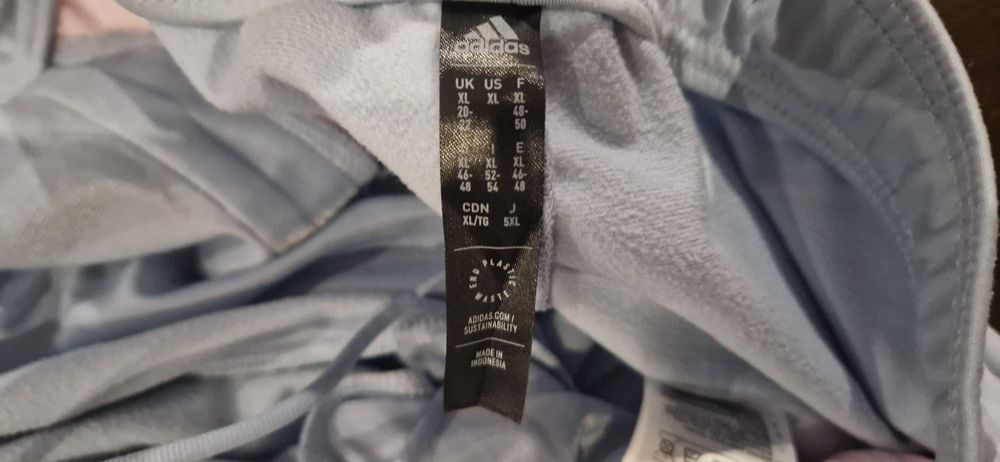 adidas
UK US F
XL XL XL
20- 48-
22 50
D I E
XL XL XL
46- 52- 46-
48 54 48
CDN J
XL/TG 5XL
END PLASTIC WASTE
ADIDAS.COM/
SUSTAINABILITY
MADE IN
INDONESIA